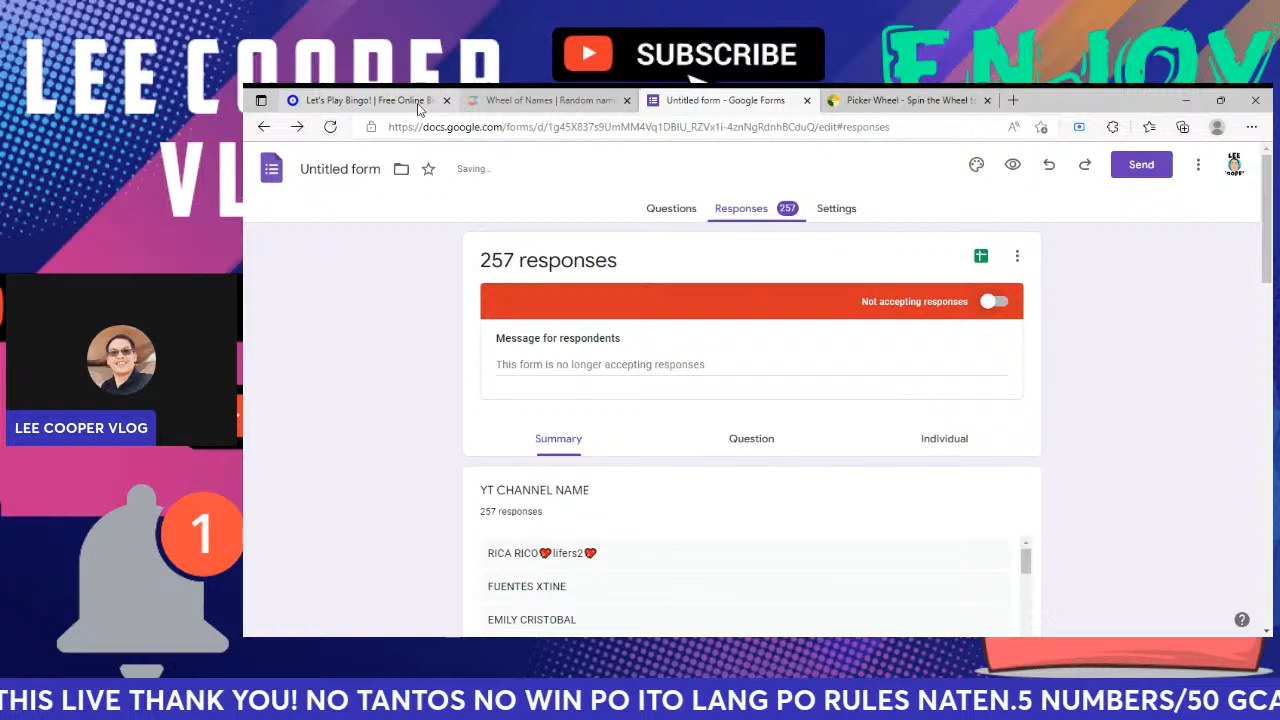 LEE COOPER
VL
SUBSCRIBE
ENJOY
Let's Play Bingo! | Free Online B
Wheel of Names | Random nam
Untitled form - Google Forms
Picker Wheel - Spin the Wheel to
https://docs.google.com/forms/d/1g45X837s9UmMM4Vq1DBIU_RZVx1i-4znNgRdnhBCduQ/edit#responses
Untitled form
Saving...
Send
LEE
COOPER
Questions
Responses 257
Settings
257 responses
Not accepting responses
Message for respondents
This form is no longer accepting responses
Summary
Question
Individual
YT CHANNEL NAME
257 responses
RICA RICO❤lifers2❤
FUENTES XTINE
EMILY CRISTOBAL
LEE COOPER VLOG
1
THIS LIVE THANK YOU! NO TANTOS NO WIN PO ITO LANG PO RULES NATEN.5 NUMBERS/50 GCA